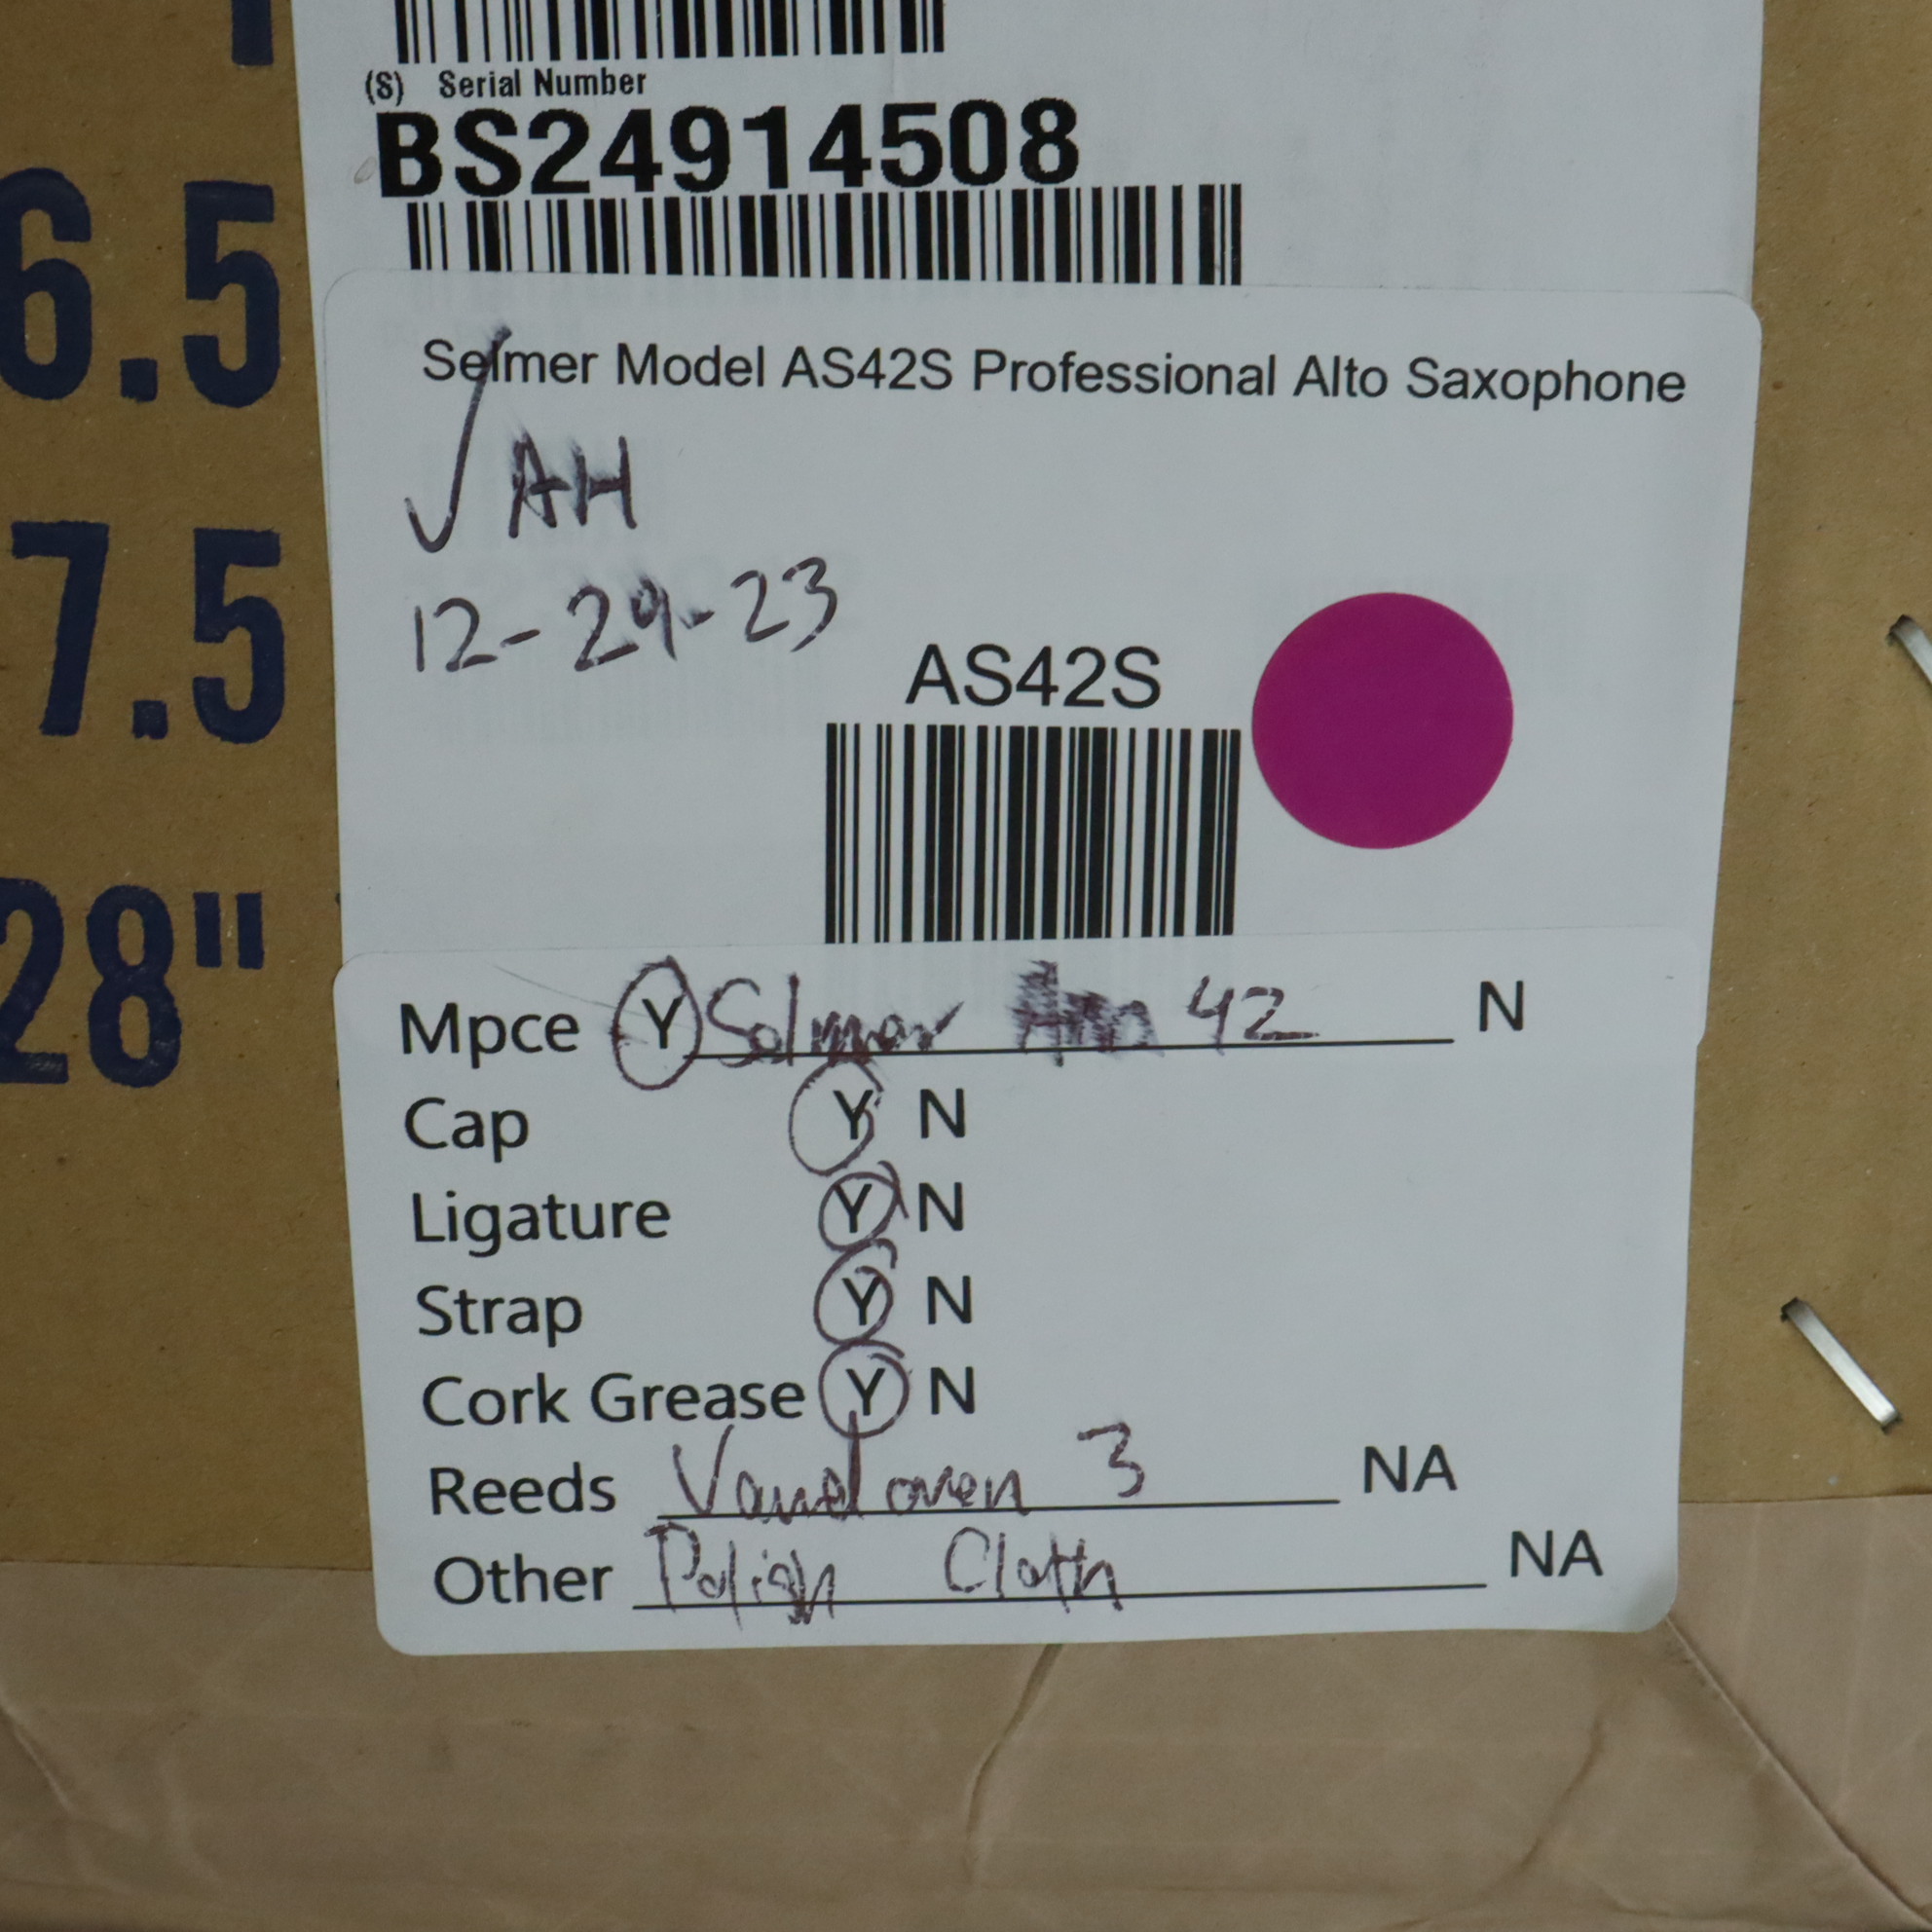 (S) Serial Number
BS24914508
6.5
Selmer Model AS42S Professional Alto Saxophone
✓ AH
7.5
12-29-23
AS42S
28"
Mpce Y Selmer 42 N
Cap Y N
Ligature Y N
Strap Y N
Cork Grease Y N
Reeds Vandoren 3 NA
Other Polish Cloth NA